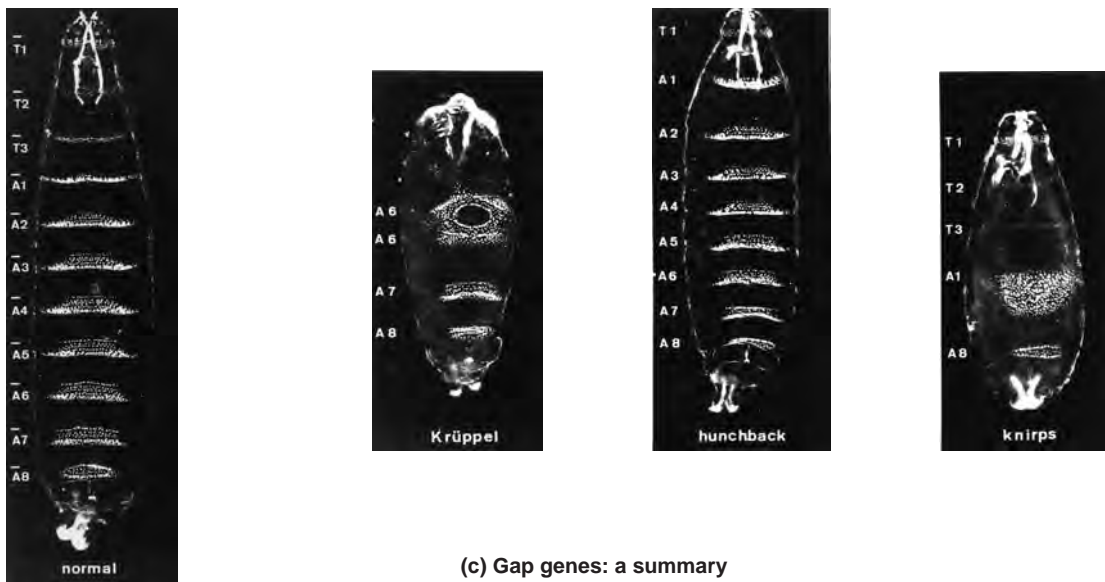 T1
T2
T3
A1
A2
A3
A4
A5
A6
A7
A8
normal
A6
A6
A7
A8
Krüppel
T1
A1
A2
A3
A4
A5
A6
A7
A8
hunchback
T1
T2
T3
A1
A8
knirps
(c) Gap genes: a summary